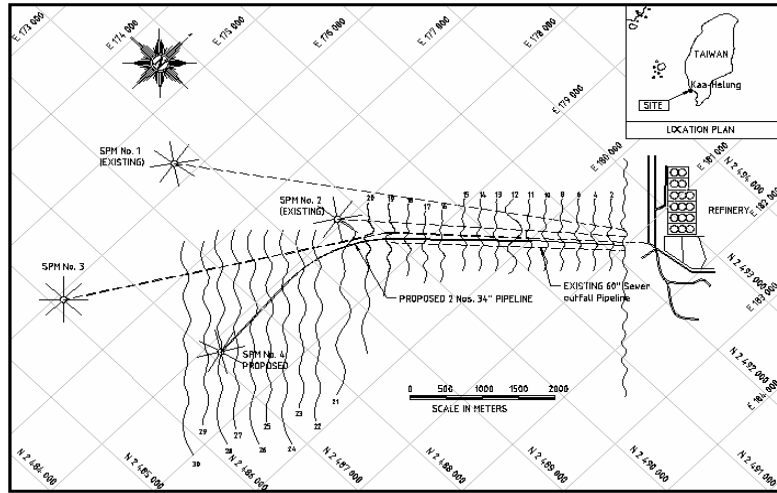 E 173 000
E 174 000
E 175 000
E 176 000
E 177 000
E 178 000
E 179 000
E 180 000
E 181 000
E 182 000
E 183 000
E 184 000
N 2 494 000
N 2 493 000
N 2 492 000
N 2 491 000
N 2 490 000
N 2 489 000
N 2 488 000
N 2 487 000
N 2 486 000
N 2 485 000
N 2 484 000
TAIWAN
Kaa-Hsiung
SITE
LOCATION PLAN
SPM No. 1
(EXISTING)
SPM No. 2
(EXISTING)
20 19 18 17 16 15 14 13 12 11 10 8 6 4 2
REFINERY
SPM No. 3
PROPOSED 2 Nos. 34" PIPELINE
EXISTING 60" Sewer
outfall Pipeline
SPM No. 4
PROPOSED
0 500 1000 1500 2000
SCALE IN METERS
30 29 28 27 26 25 24 23 22 21